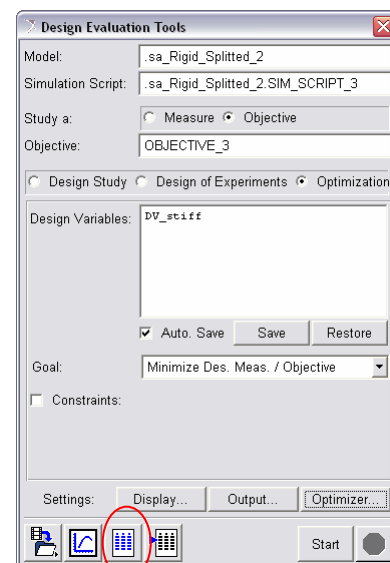 Design Evaluation Tools
Model: .sa_Rigid_Splitted_2
Simulation Script: .sa_Rigid_Splitted_2.SIM_SCRIPT_3
Study a: Measure Objective
Objective: OBJECTIVE_3
Design Study Design of Experiments Optimization
Design Variables: DV_stiff
Auto. Save Save Restore
Goal: Minimize Des. Meas. / Objective
Constraints:
Settings: Display... Output... Optimizer...
Start